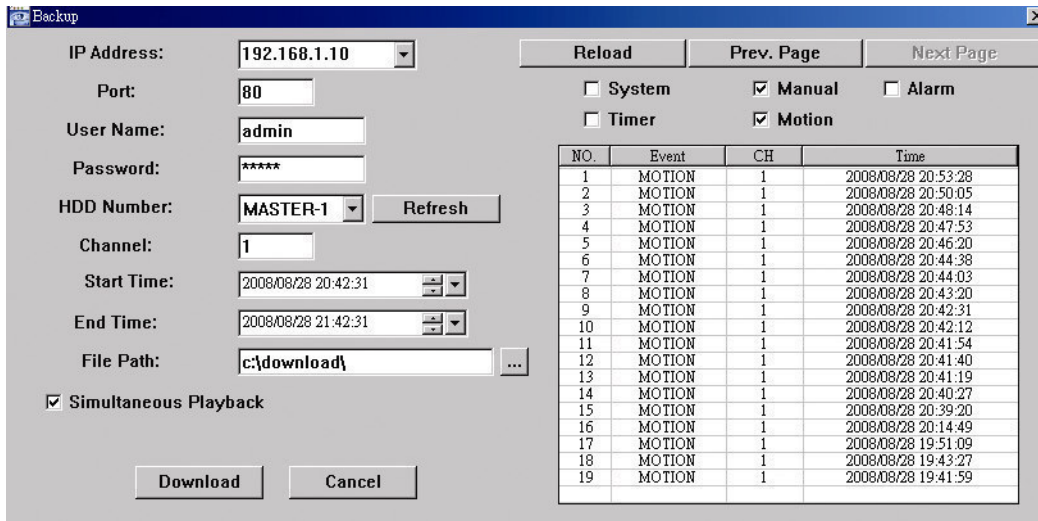 Backup
IP Address: 192.168.1.10
Port: 80
User Name: admin
Password: *****
HDD Number: MASTER-1 Refresh
Channel: 1
Start Time: 2008/08/28 20:42:31
End Time: 2008/08/28 21:42:31
File Path: c:\download\ ...
Simultaneous Playback
Download Cancel
Reload Prev. Page Next Page
System Manual Alarm
Timer Motion
NO. Event CH Time
1 MOTION 1 2008/08/28 20:53:28
2 MOTION 1 2008/08/28 20:50:05
3 MOTION 1 2008/08/28 20:48:14
4 MOTION 1 2008/08/28 20:47:53
5 MOTION 1 2008/08/28 20:46:20
6 MOTION 1 2008/08/28 20:44:38
7 MOTION 1 2008/08/28 20:44:03
8 MOTION 1 2008/08/28 20:43:20
9 MOTION 1 2008/08/28 20:42:31
10 MOTION 1 2008/08/28 20:42:12
11 MOTION 1 2008/08/28 20:41:54
12 MOTION 1 2008/08/28 20:41:40
13 MOTION 1 2008/08/28 20:41:19
14 MOTION 1 2008/08/28 20:40:27
15 MOTION 1 2008/08/28 20:39:20
16 MOTION 1 2008/08/28 20:14:49
17 MOTION 1 2008/08/28 19:51:09
18 MOTION 1 2008/08/28 19:43:27
19 MOTION 1 2008/08/28 19:41:59